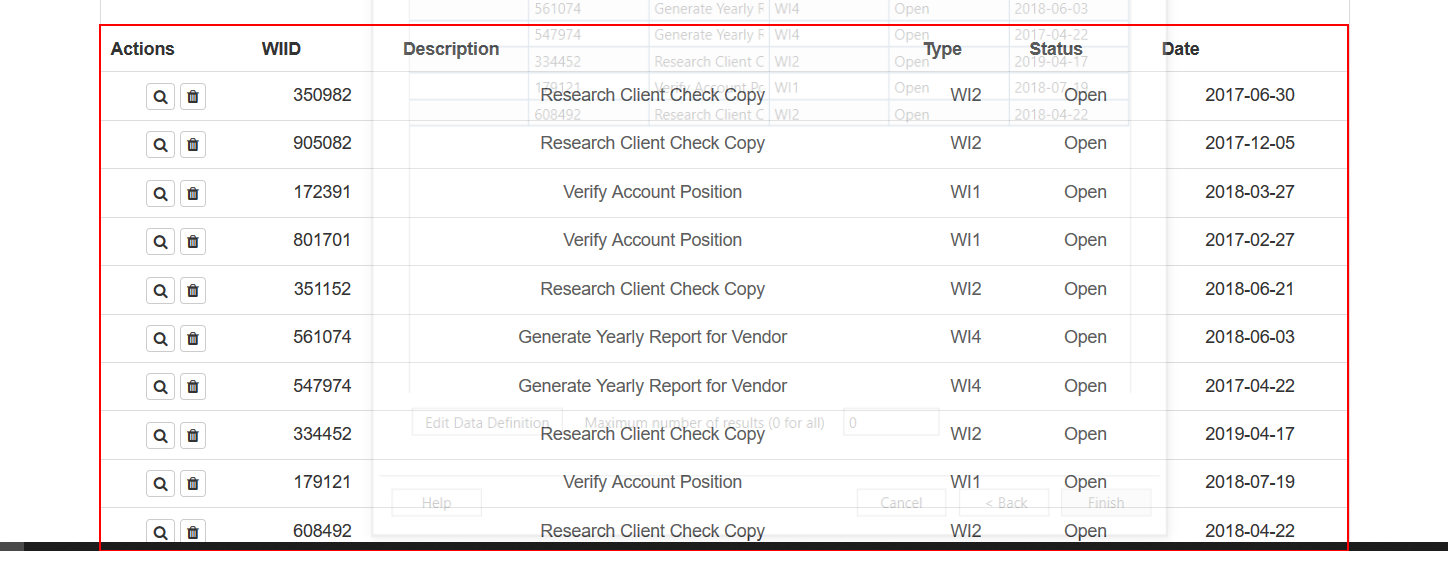 561074 Generate Yearly R WI4 Open 2018-06-03
547974 Generate Yearly R WI4 Open 2017-04-22
Actions WIID Description Type Status Date
334452 Research Client C WI2 Open 2019-04-17
179121 Verify Account Po WI1 Open 2018-07-19
350982 Research Client Check Copy WI2 Open 2017-06-30
608492 Research Client C WI2 Open 2018-04-22
905082 Research Client Check Copy WI2 Open 2017-12-05
172391 Verify Account Position WI1 Open 2018-03-27
801701 Verify Account Position WI1 Open 2017-02-27
351152 Research Client Check Copy WI2 Open 2018-06-21
561074 Generate Yearly Report for Vendor WI4 Open 2018-06-03
547974 Generate Yearly Report for Vendor WI4 Open 2017-04-22
Edit Data Definition Maximum number of results (0 for all) 0
334452 Research Client Check Copy WI2 Open 2019-04-17
179121 Verify Account Position WI1 Open 2018-07-19
Help Cancel < Back Finish
608492 Research Client Check Copy WI2 Open 2018-04-22